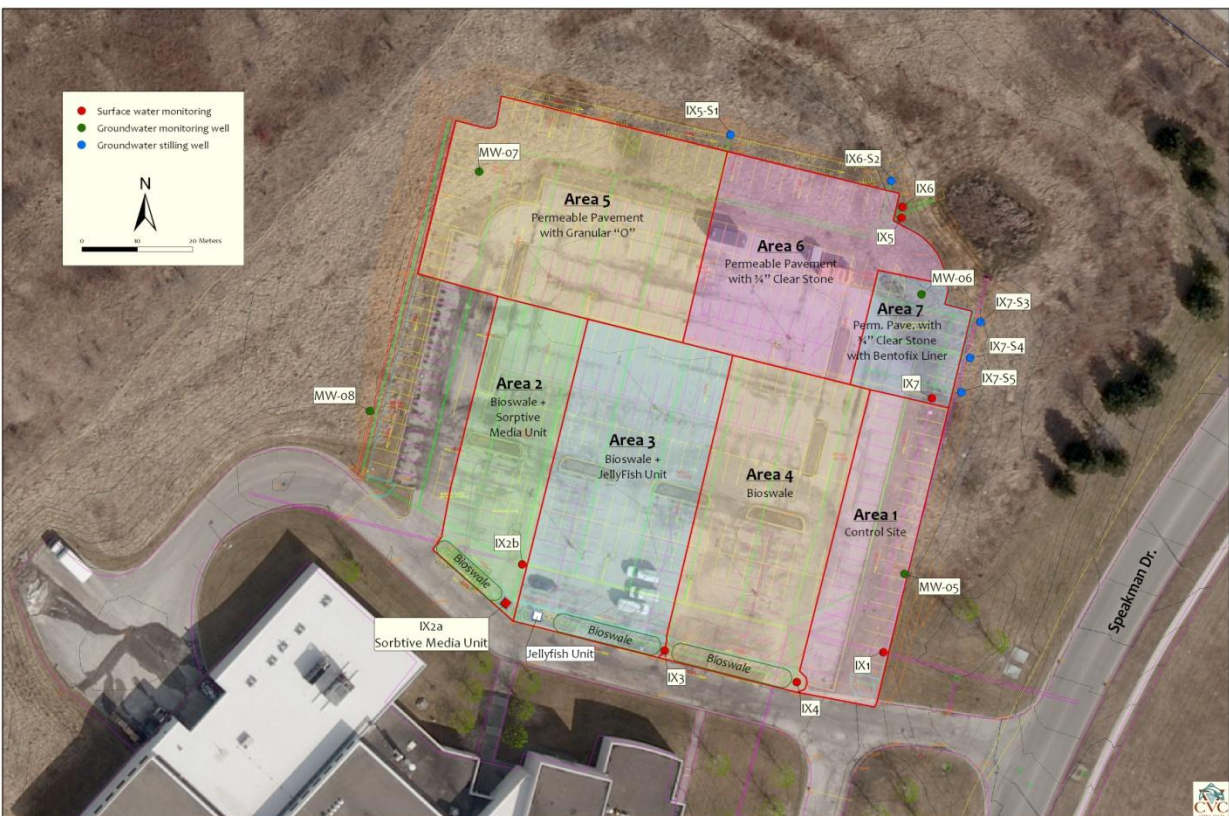 Surface water monitoring
Groundwater monitoring well
Groundwater stilling well
N
0 10 20 Meters
IX5-S1
MW-07
IX6-S2
IX6
IX5
Area 5
Permeable Pavement
with Granular "O"
Area 6
Permeable Pavement
with ¾" Clear Stone
MW-06
IX7-S3
Area 7
Perm. Pave. with
¾" Clear Stone
with Bentofix Liner
IX7-S4
IX7-S5
IX7
MW-08
Area 2
Bioswale +
Sorptive
Media Unit
Area 3
Bioswale +
JellyFish Unit
Area 4
Bioswale
Area 1
Control Site
IX2b
Bioswale
MW-05
Speakman Dr.
IX2a
Sorbtive Media Unit
Jellyfish Unit
Bioswale
Bioswale
IX3
IX4
IX1
CVC